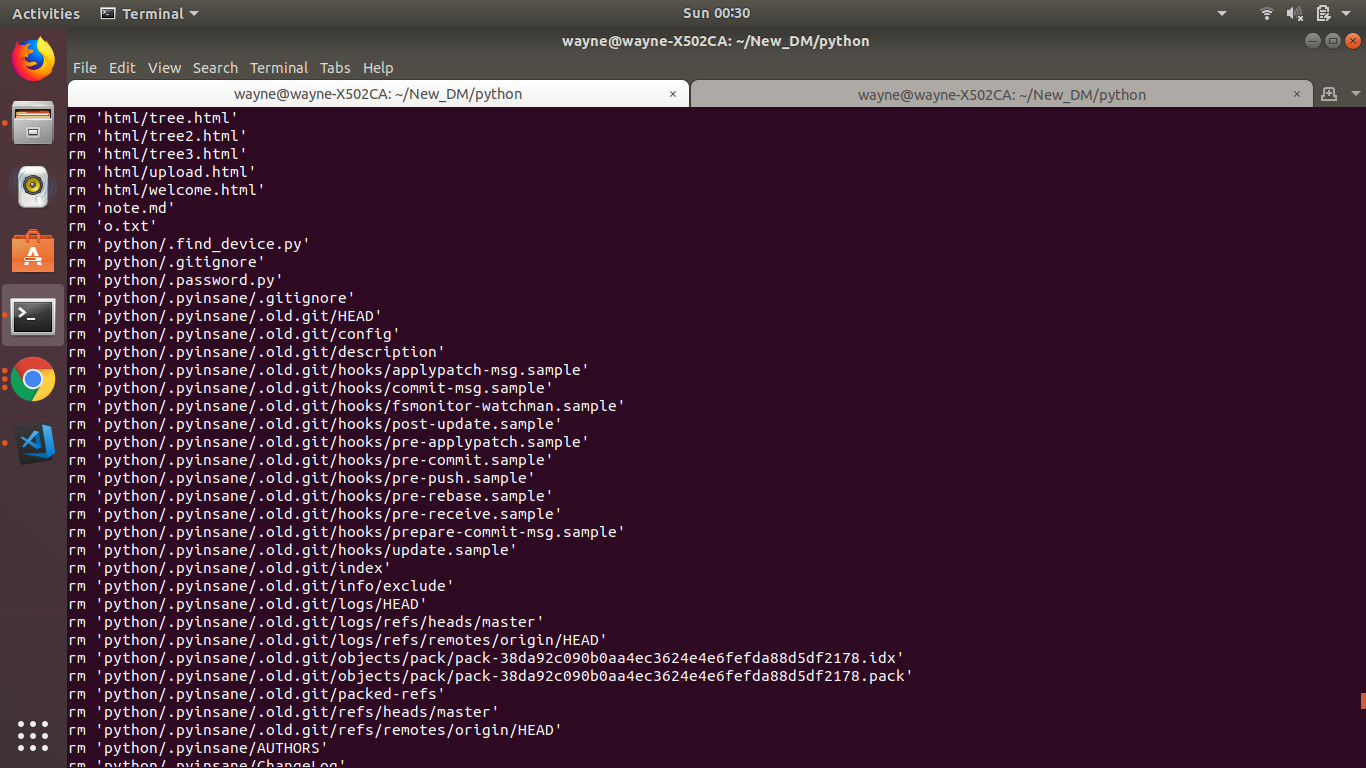 Activities Terminal Sun 00:30
wayne@wayne-X502CA: ~/New_DM/python
File Edit View Search Terminal Tabs Help
wayne@wayne-X502CA: ~/New_DM/python × wayne@wayne-X502CA: ~/New_DM/python ×
rm 'html/tree.html'
rm 'html/tree2.html'
rm 'html/tree3.html'
rm 'html/upload.html'
rm 'html/welcome.html'
rm 'note.md'
rm 'o.txt'
rm 'python/.find_device.py'
rm 'python/.gitignore'
rm 'python/.password.py'
rm 'python/.pyinsane/.gitignore'
rm 'python/.pyinsane/.old.git/HEAD'
rm 'python/.pyinsane/.old.git/config'
rm 'python/.pyinsane/.old.git/description'
rm 'python/.pyinsane/.old.git/hooks/applypatch-msg.sample'
rm 'python/.pyinsane/.old.git/hooks/commit-msg.sample'
rm 'python/.pyinsane/.old.git/hooks/fsmonitor-watchman.sample'
rm 'python/.pyinsane/.old.git/hooks/post-update.sample'
rm 'python/.pyinsane/.old.git/hooks/pre-applypatch.sample'
rm 'python/.pyinsane/.old.git/hooks/pre-commit.sample'
rm 'python/.pyinsane/.old.git/hooks/pre-push.sample'
rm 'python/.pyinsane/.old.git/hooks/pre-rebase.sample'
rm 'python/.pyinsane/.old.git/hooks/pre-receive.sample'
rm 'python/.pyinsane/.old.git/hooks/prepare-commit-msg.sample'
rm 'python/.pyinsane/.old.git/hooks/update.sample'
rm 'python/.pyinsane/.old.git/index'
rm 'python/.pyinsane/.old.git/info/exclude'
rm 'python/.pyinsane/.old.git/logs/HEAD'
rm 'python/.pyinsane/.old.git/logs/refs/heads/master'
rm 'python/.pyinsane/.old.git/logs/refs/remotes/origin/HEAD'
rm 'python/.pyinsane/.old.git/objects/pack/pack-38da92c090b0aa4ec3624e4e6fefda88d5df2178.idx'
rm 'python/.pyinsane/.old.git/objects/pack/pack-38da92c090b0aa4ec3624e4e6fefda88d5df2178.pack'
rm 'python/.pyinsane/.old.git/packed-refs'
rm 'python/.pyinsane/.old.git/refs/heads/master'
rm 'python/.pyinsane/.old.git/refs/remotes/origin/HEAD'
rm 'python/.pyinsane/AUTHORS'
rm 'python/.pyinsane/ChangeLog'